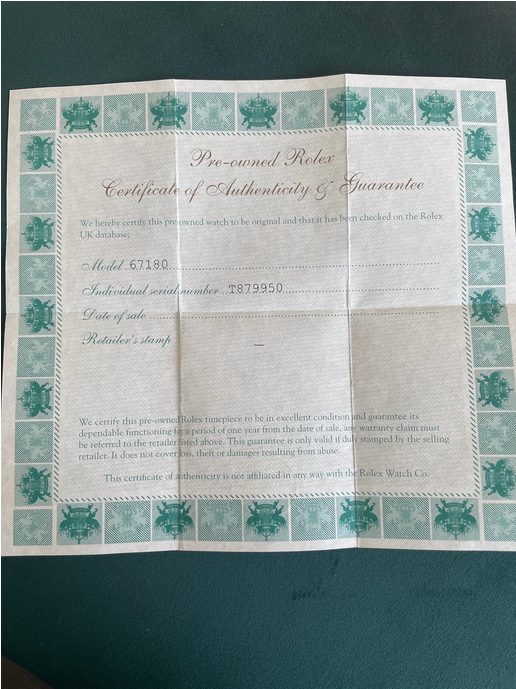 Pre-owned Rolex
Certificate of Authenticity & Guarantee
We hereby certify this pre-owned watch to be original and that it has been checked on the Rolex
UK database;
Model 67180
Individual serial number T879950
Date of sale
Retailer's stamp
We certify this pre-owned Rolex timepiece to be in excellent condition and guarantee its
dependable functioning for a period of one year from the date of sale, any warranty claim must
be referred to the retailer listed above. This guarantee is only valid if duly stamped by the selling
retailer. It does not cover loss, theft or damages resulting from abuse.
This certificate of authenticity is not affiliated in any way with the Rolex Watch Co.